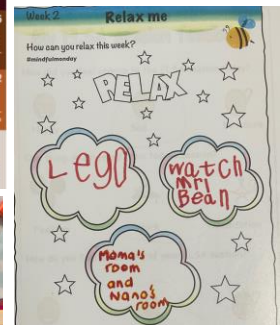 Week 2
Relax me
How can you relax this week?
#mindfulmonday
RELAX
Lego
watch
Mr
Bean
Mama's
room
and
Nano's
room